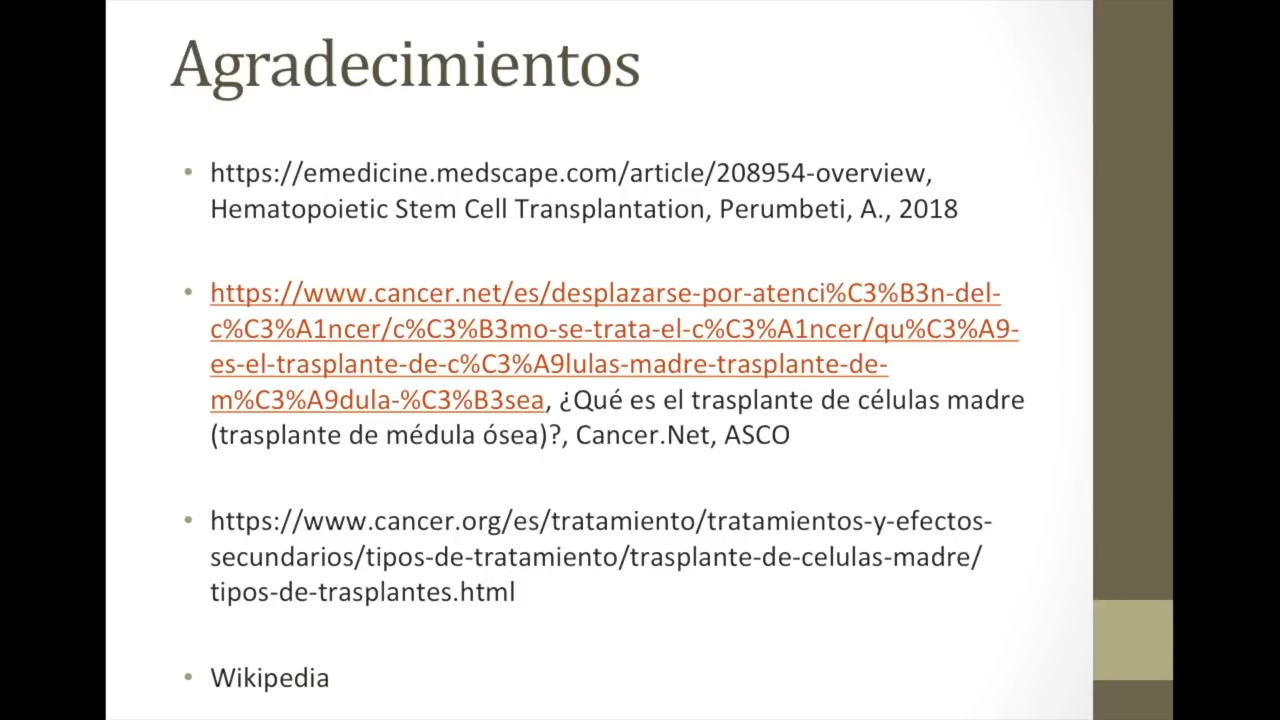 Agradecimientos
• https://emedicine.medscape.com/article/208954-overview,
Hematopoietic Stem Cell Transplantation, Perumbeti, A., 2018
• https://www.cancer.net/es/desplazarse-por-atenci%C3%B3n-del-
c%C3%A1ncer/c%C3%B3mo-se-trata-el-c%C3%A1ncer/qu%C3%A9-
es-el-trasplante-de-c%C3%A9lulas-madre-trasplante-de-
m%C3%A9dula-%C3%B3sea, ¿Qué es el trasplante de células madre
(trasplante de médula ósea)?, Cancer.Net, ASCO
• https://www.cancer.org/es/tratamiento/tratamientos-y-efectos-
secundarios/tipos-de-tratamiento/trasplante-de-celulas-madre/
tipos-de-trasplantes.html
• Wikipedia